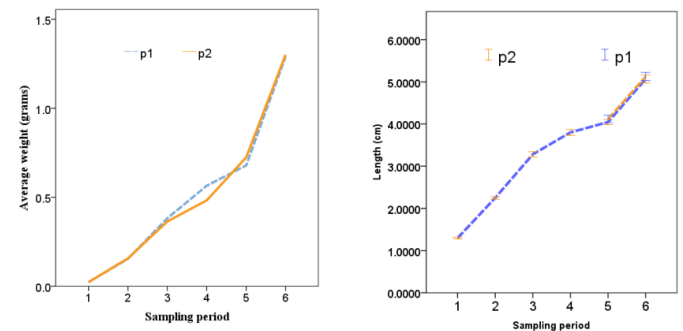 1.5
1.0
0.5
0.0
Average weight (grams)
p1 p2
1 2 3 4 5 6
Sampling period
6.0000
5.0000
4.0000
3.0000
2.0000
1.0000
0.0000
Length (cm)
p2 p1
1 2 3 4 5 6
Sampling period